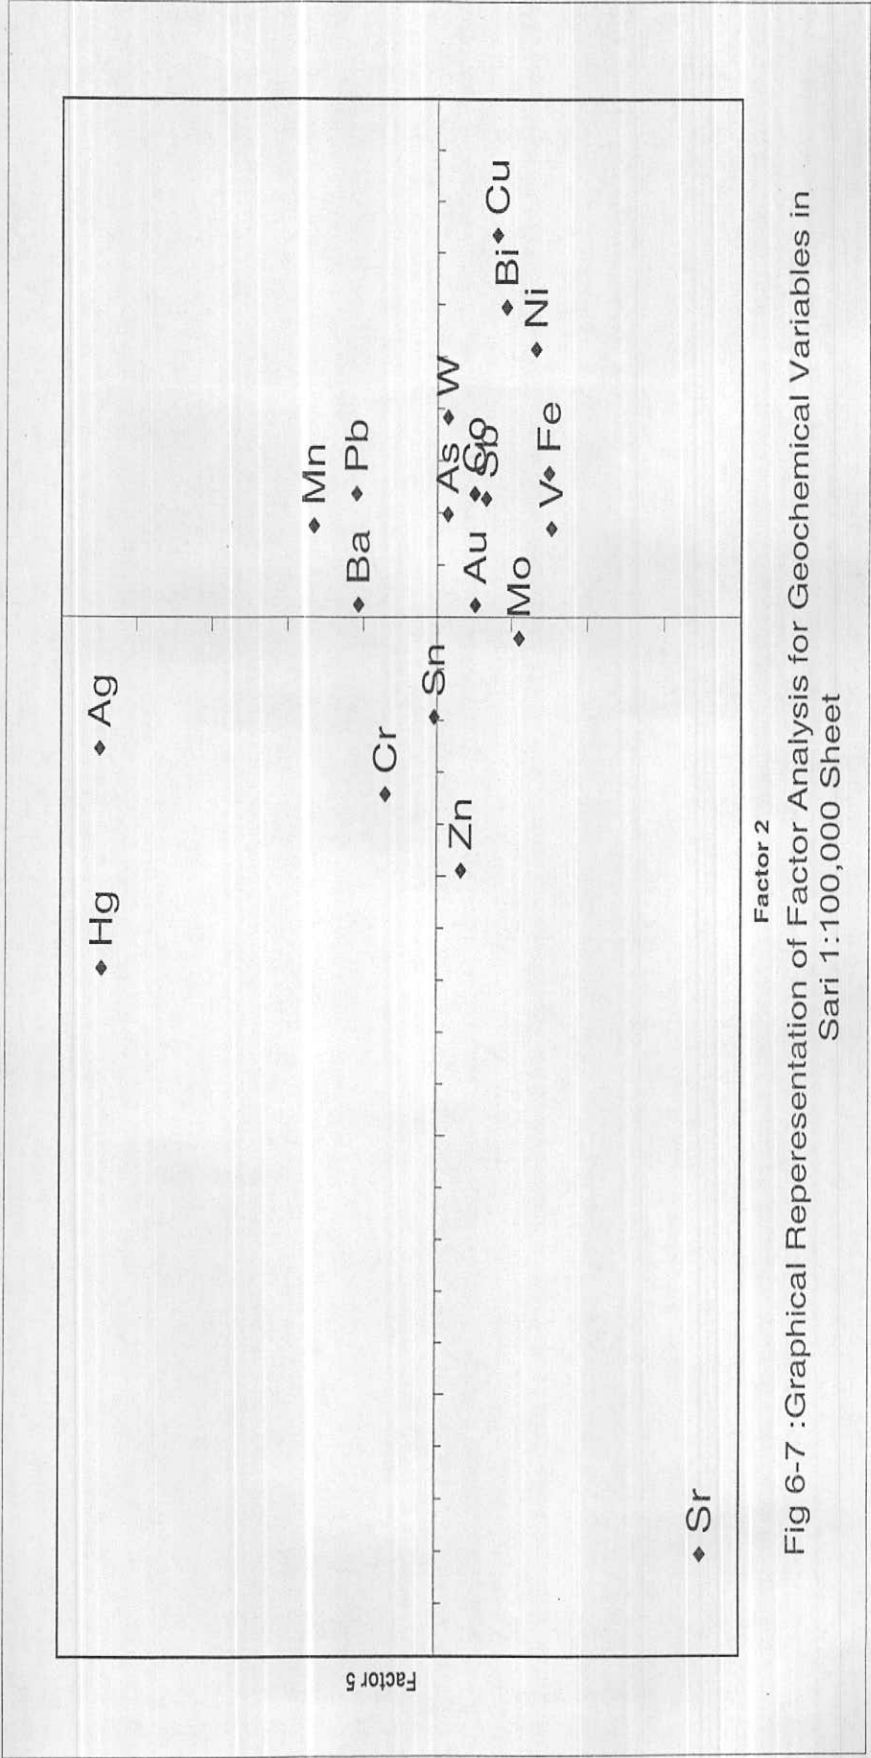 Ag
Hg
Mn
Pb
Ba
Cr
Sn
Zn
W
As
Co
Sb
Au
Cu
Bi
Ni
Fe
V
Mo
Sr
Factor 5
Factor 2
Fig 6-7 :Graphical Reperesentation of Factor Analysis for Geochemical Variables in
Sari 1:100,000 Sheet